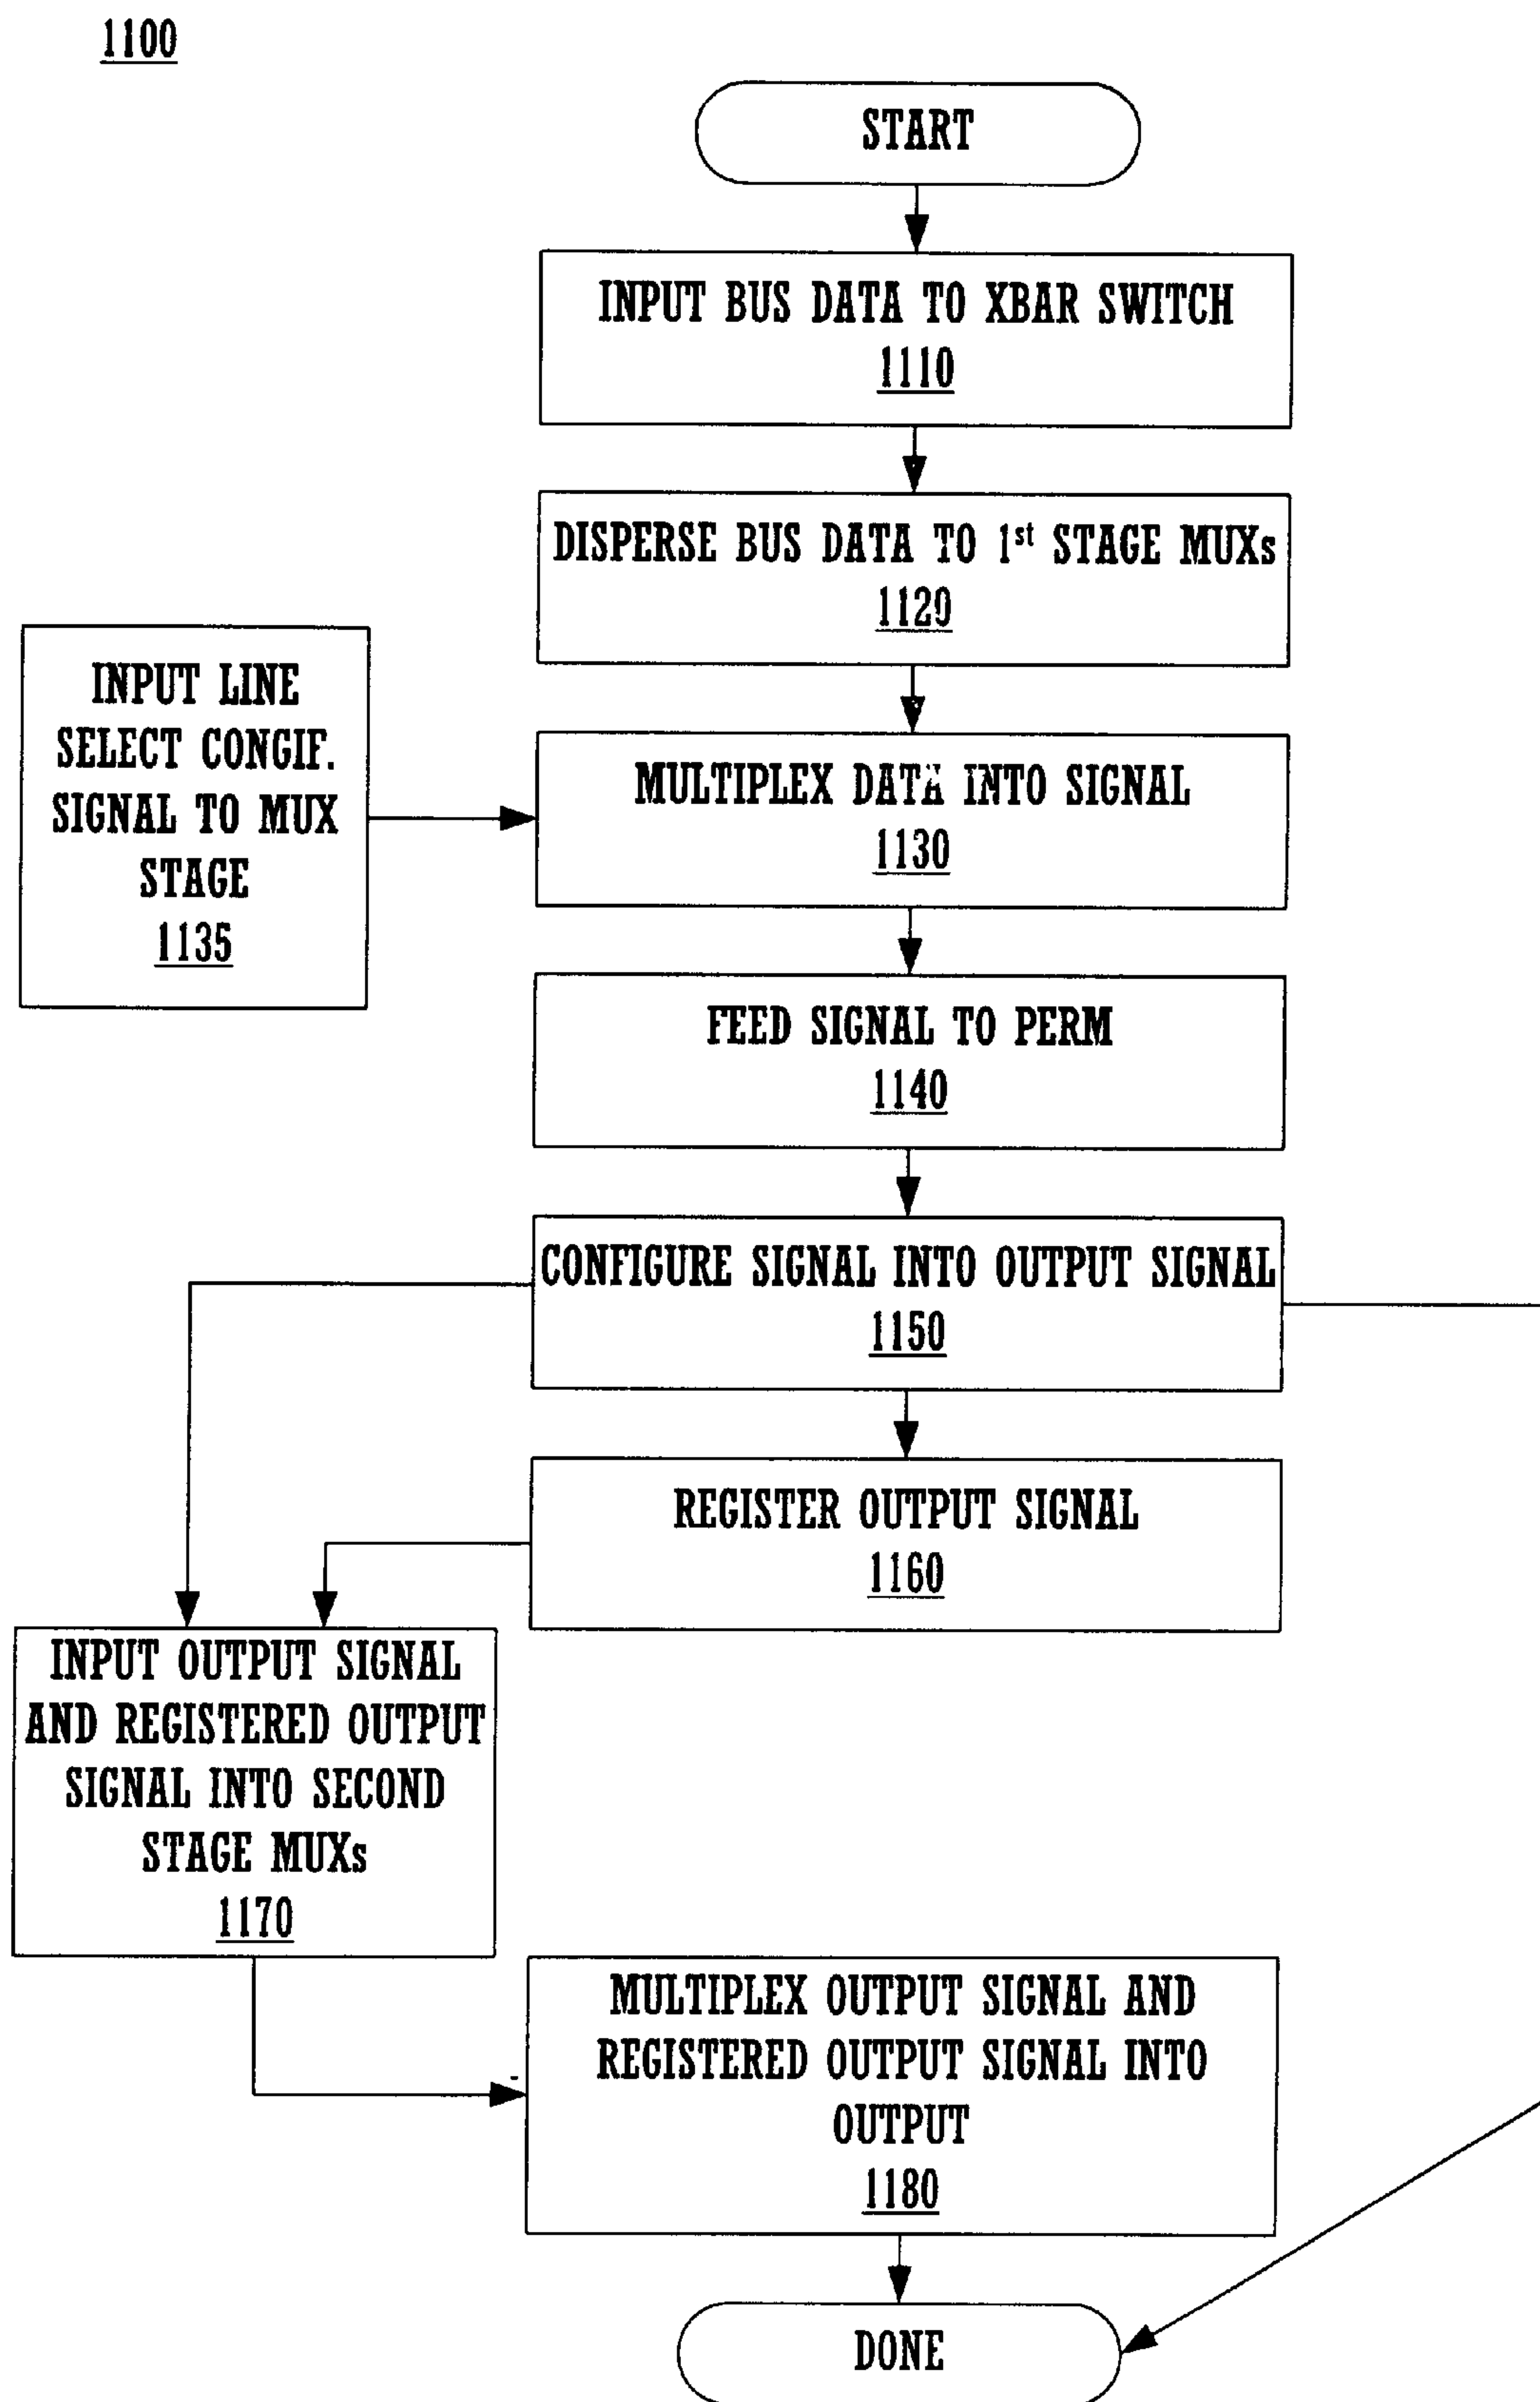 1100
START
INPUT BUS DATA TO XBAR SWITCH
1110
DISPERSE BUS DATA TO 1st STAGE MUXs
1120
INPUT LINE
SELECT CONGIF.
SIGNAL TO MUX
STAGE
1135
MULTIPLEX DATA INTO SIGNAL
1130
FEED SIGNAL TO PERM
1140
CONFIGURE SIGNAL INTO OUTPUT SIGNAL
1150
REGISTER OUTPUT SIGNAL
1160
INPUT OUTPUT SIGNAL
AND REGISTERED OUTPUT
SIGNAL INTO SECOND
STAGE MUXs
1170
MULTIPLEX OUTPUT SIGNAL AND
REGISTERED OUTPUT SIGNAL INTO
OUTPUT
1180
DONE